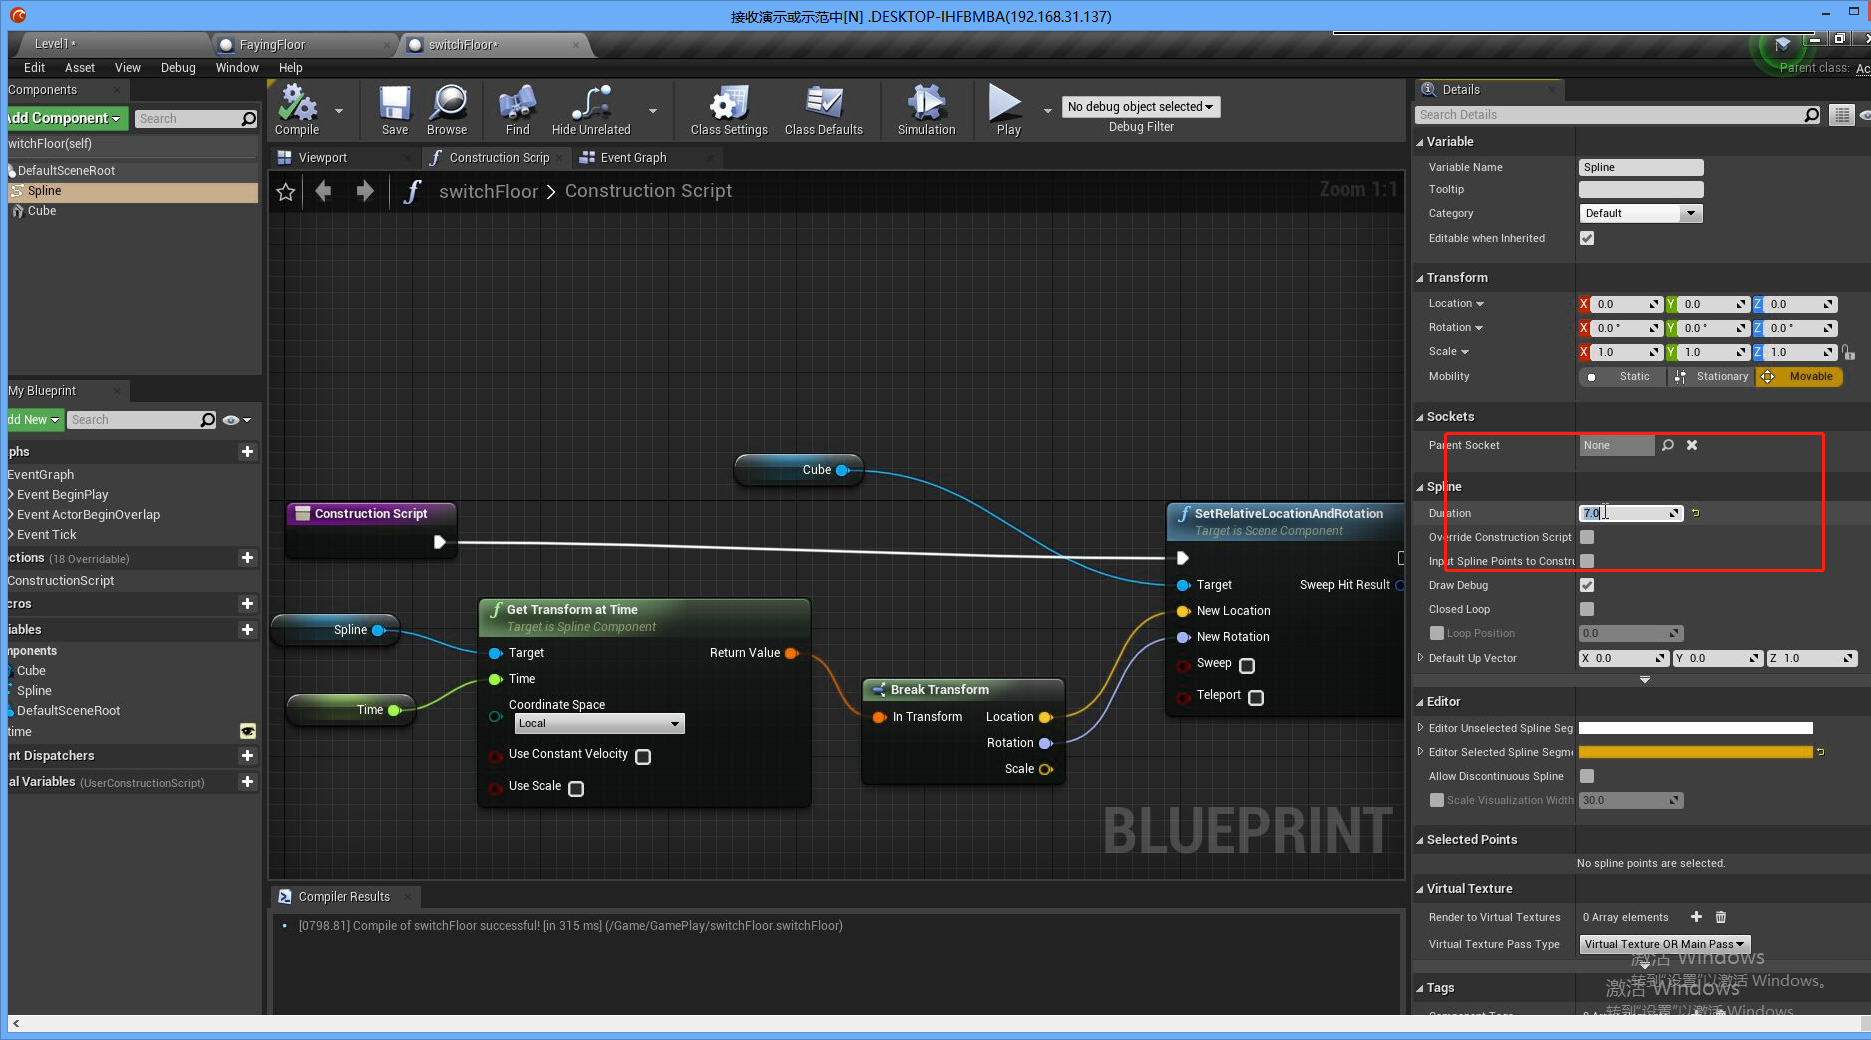 接收演示或示范中[N] .DESKTOP-IHFBMBA(192.168.31.137)
Level1*
FayingFloor
switchFloor*
Parent class: Ac
Edit Asset View Debug Window Help
Components
Add Component
Search
witchFloor(self)
DefaultSceneRoot
Spline
Cube
My Blueprint
dd New
Search
phs
EventGraph
Event BeginPlay
Event ActorBeginOverlap
Event Tick
ctions (18 Overridable)
ConstructionScript
cros
iables
mponents
Cube
Spline
DefaultSceneRoot
time
nt Dispatchers
al Variables (UserConstructionScript)
Compile
Save
Browse
Find
Hide Unrelated
Class Settings
Class Defaults
Simulation
Play
No debug object selected
Debug Filter
Viewport
Construction Scrip
Event Graph
switchFloor > Construction Script
Zoom 1:1
Cube
Construction Script
SetRelativeLocationAndRotation
Target is Scene Component
Target
Sweep Hit Result
New Location
New Rotation
Sweep
Teleport
Spline
Time
Get Transform at Time
Target is Spline Component
Target
Return Value
Time
Coordinate Space
Local
Use Constant Velocity
Use Scale
Break Transform
In Transform
Location
Rotation
Scale
BLUEPRINT
Compiler Results
[0798.81] Compile of switchFloor successful! [in 315 ms] (/Game/GamePlay/switchFloor.switchFloor)
Details
Search Details
Variable
Variable Name Spline
Tooltip
Category Default
Editable when Inherited
Transform
Location X 0.0 Y 0.0 Z 0.0
Rotation X 0.0 ° Y 0.0 ° Z 0.0 °
Scale X 1.0 Y 1.0 Z 1.0
Mobility Static Stationary Movable
Sockets
Parent Socket None
Spline
Duration 7.0
Override Construction Script
Input Spline Points to Constru
Draw Debug
Closed Loop
Loop Position 0.0
Default Up Vector X 0.0 Y 0.0 Z 1.0
Editor
Editor Unselected Spline Seg
Editor Selected Spline Segme
Allow Discontinuous Spline
Scale Visualization Width 30.0
Selected Points
No spline points are selected.
Virtual Texture
Render to Virtual Textures 0 Array elements
Virtual Texture Pass Type Virtual Texture OR Main Pass
激活 Windows
转到"设置"以激活 Windows。
Tags
激活 Windows
转到"设置"以激活 Windows